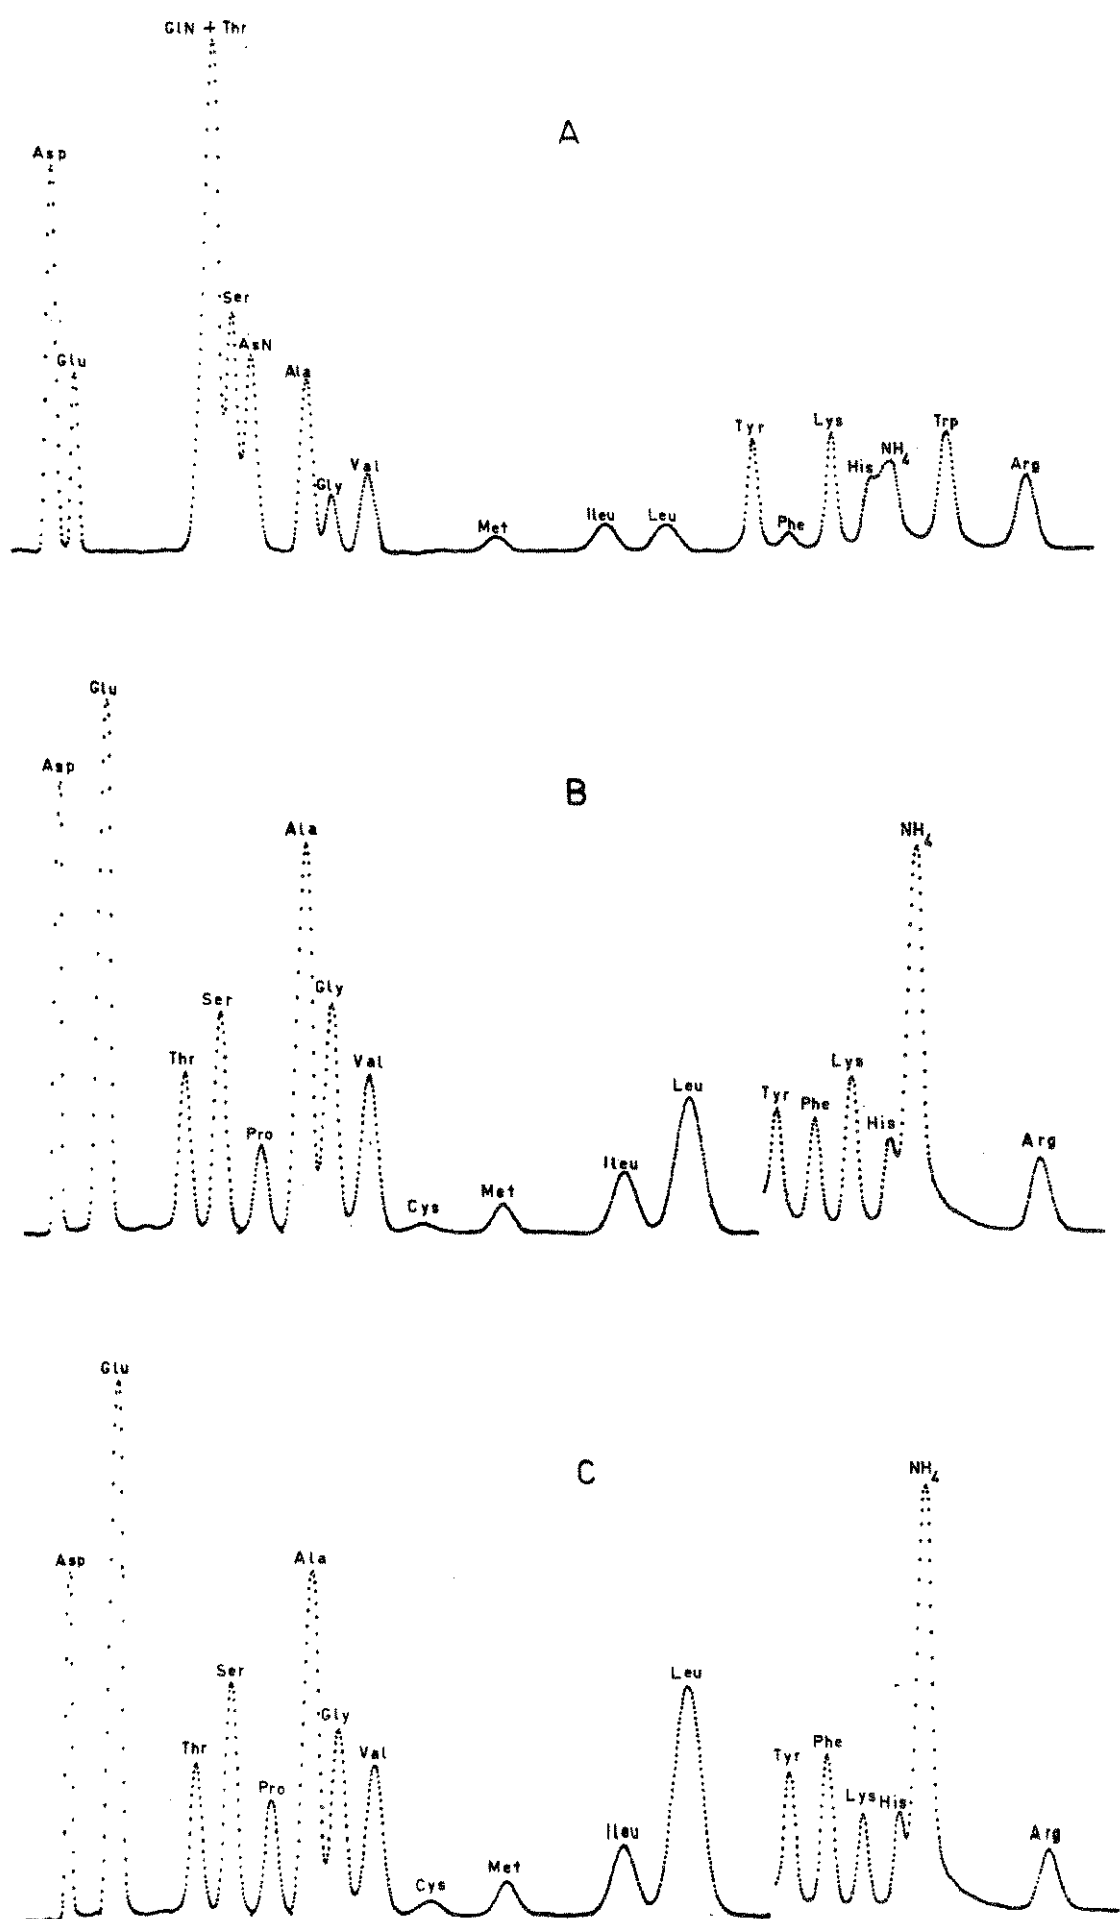 GlN + Thr
A
Asp
Ser
AsN
Glu
Ala
Gly
Val
Met
Ileu
Leu
Tyr
Phe
Lys
His
NH4
Trp
Arg
Glu
Asp
B
Ala
NH4
Thr
Ser
Pro
Gly
Val
Cys
Met
Ileu
Leu
Tyr
Phe
Lys
His
Arg
Glu
C
NH4
Asp
Ala
Thr
Ser
Pro
Gly
Val
Cys
Met
Ileu
Leu
Tyr
Phe
Lys
His
Arg